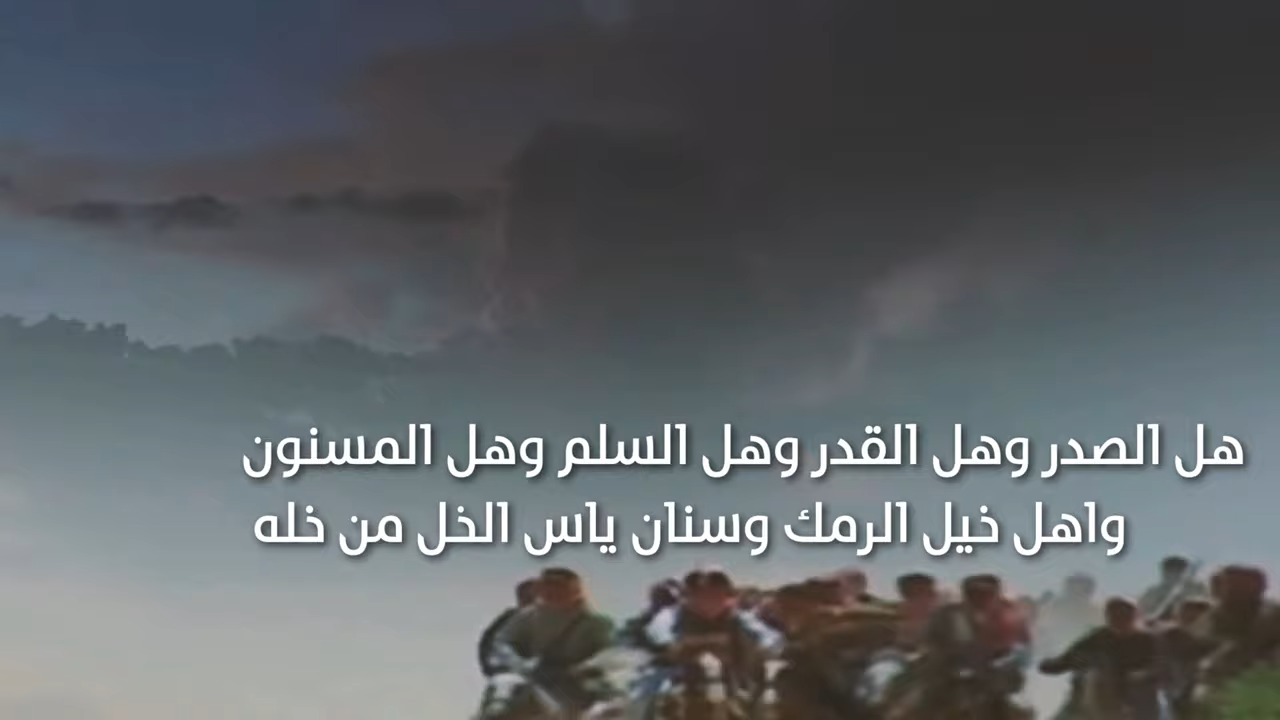 هل الصدر وهل القدر وهل السلم وهل المسنون
واهل خيل الرمك وسنان ياس الخل من خله